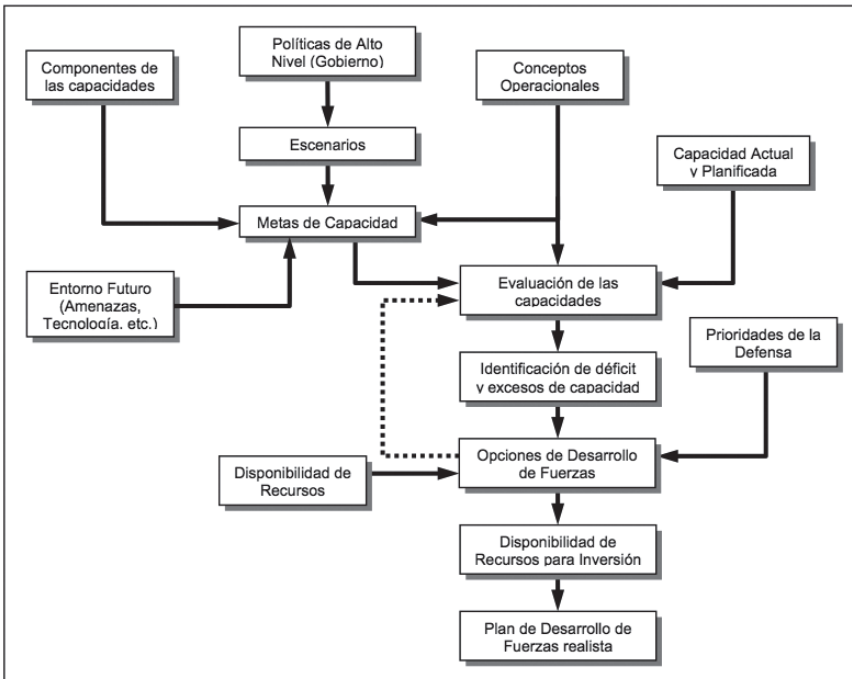 Políticas de Alto
Nivel (Gobierno)
Componentes de
las capacidades
Conceptos
Operacionales
Escenarios
Capacidad Actual
y Planificada
Metas de Capacidad
Entorno Futuro
(Amenazas,
Tecnología, etc.)
Evaluación de las
capacidades
Prioridades de la
Defensa
Identificación de déficit
y excesos de capacidad
Opciones de Desarrollo
de Fuerzas
Disponibilidad de
Recursos
Disponibilidad de
Recursos para Inversión
Plan de Desarrollo de
Fuerzas realista